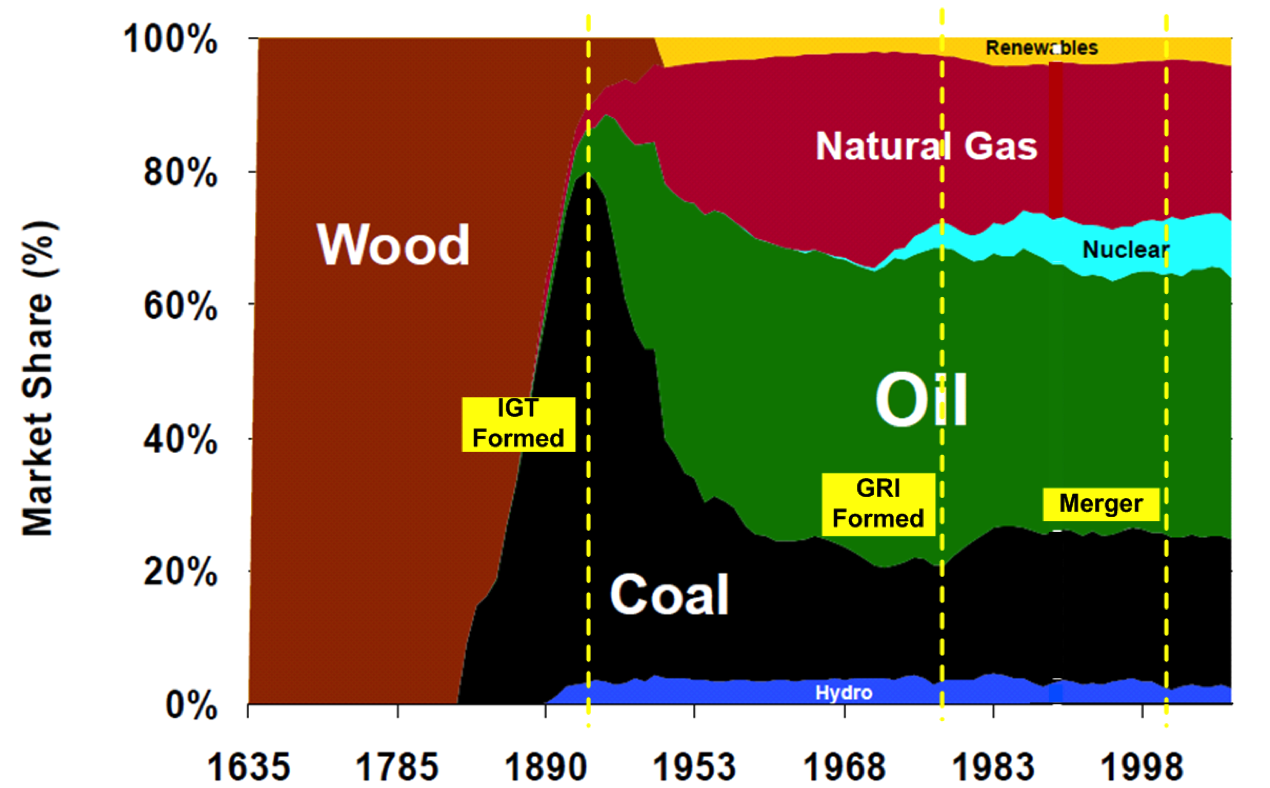 100%
80%
60%
40%
20%
0%
Market Share (%)
1635
1785
1890
1953
1968
1983
1998
Renewables
Natural Gas
Wood
Nuclear
Oil
IGT
Formed
GRI
Formed
Merger
Coal
Hydro